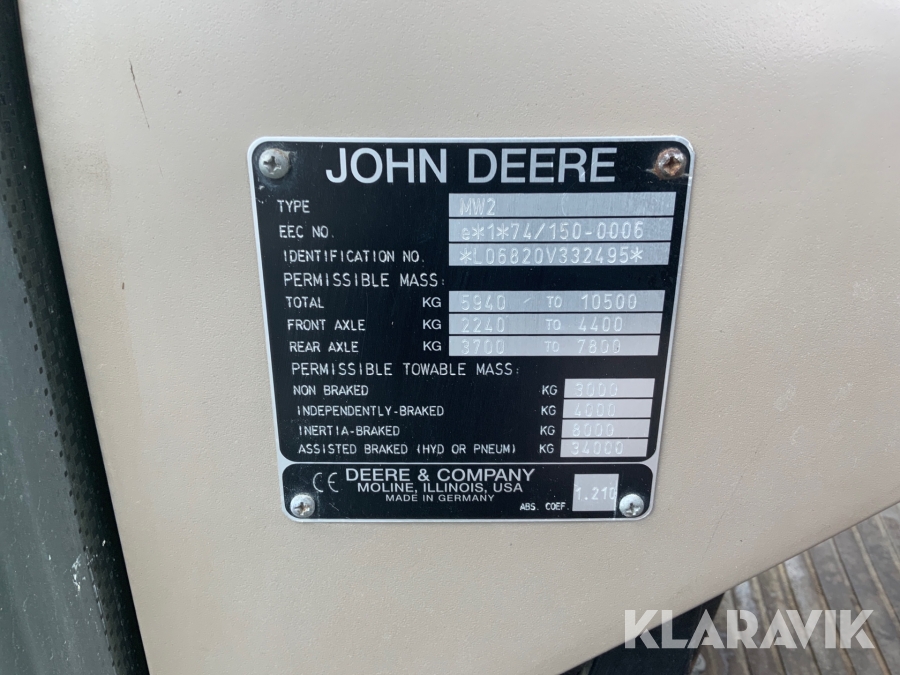 JOHN DEERE
TYPE MW2
EEC NO. e*1*74/150-0006
IDENTIFICATION NO. *L06820V332495*
PERMISSIBLE MASS:
TOTAL KG 5940 TO 10500
FRONT AXLE KG 2240 TO 4400
REAR AXLE KG 3700 TO 7800
PERMISSIBLE TOWABLE MASS:
NON BRAKED KG 3000
INDEPENDENTLY-BRAKED KG 4000
INERTIA-BRAKED KG 8000
ASSISTED BRAKED (HYD OR PNEUM) KG 34000
CE DEERE & COMPANY
MOLINE, ILLINOIS, USA
MADE IN GERMANY
ABS. COEF. 1.210
KLARAVIK